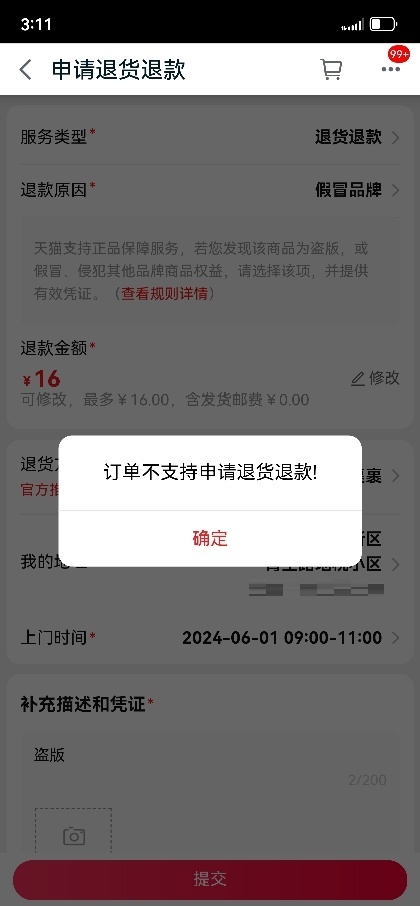 3:11
99+
申请退货退款
服务类型*
退货退款
退款原因*
假冒品牌
天猫支持正品保障服务，若您发现该商品为盗版，或
假冒、侵犯其他品牌商品权益，请选择该项，并提供
有效凭证。（查看规则详情）
退款金额*
￥16
修改
可修改，最多￥16.00，含发货邮费￥0.00
退货
裹
官方
订单不支持申请退货退款!
确定
区
我的地
小区
上门时间*
2024-06-01 09:00-11:00
补充描述和凭证*
盗版
2/200
提交